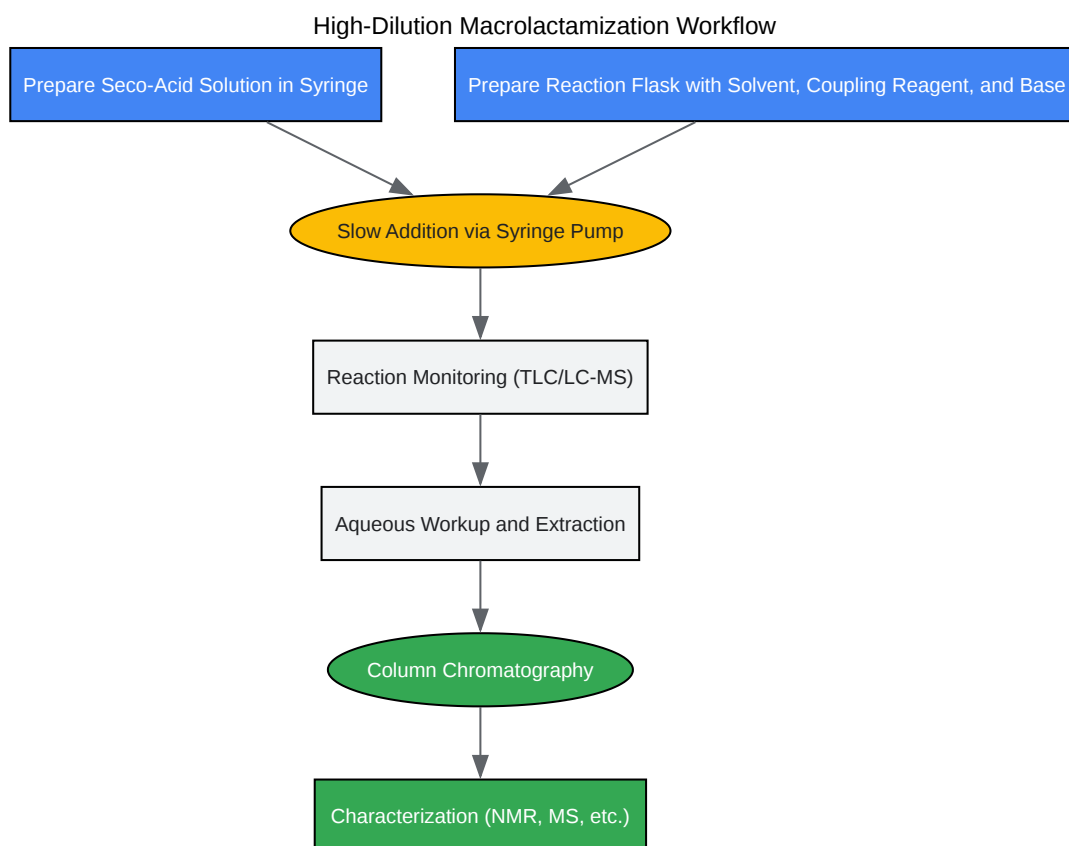 High-Dilution Macrolactamization Workflow
Prepare Seco-Acid Solution in Syringe
Prepare Reaction Flask with Solvent, Coupling Reagent, and Base
Slow Addition via Syringe Pump
Reaction Monitoring (TLC/LC-MS)
Aqueous Workup and Extraction
Column Chromatography
Characterization (NMR, MS, etc.)